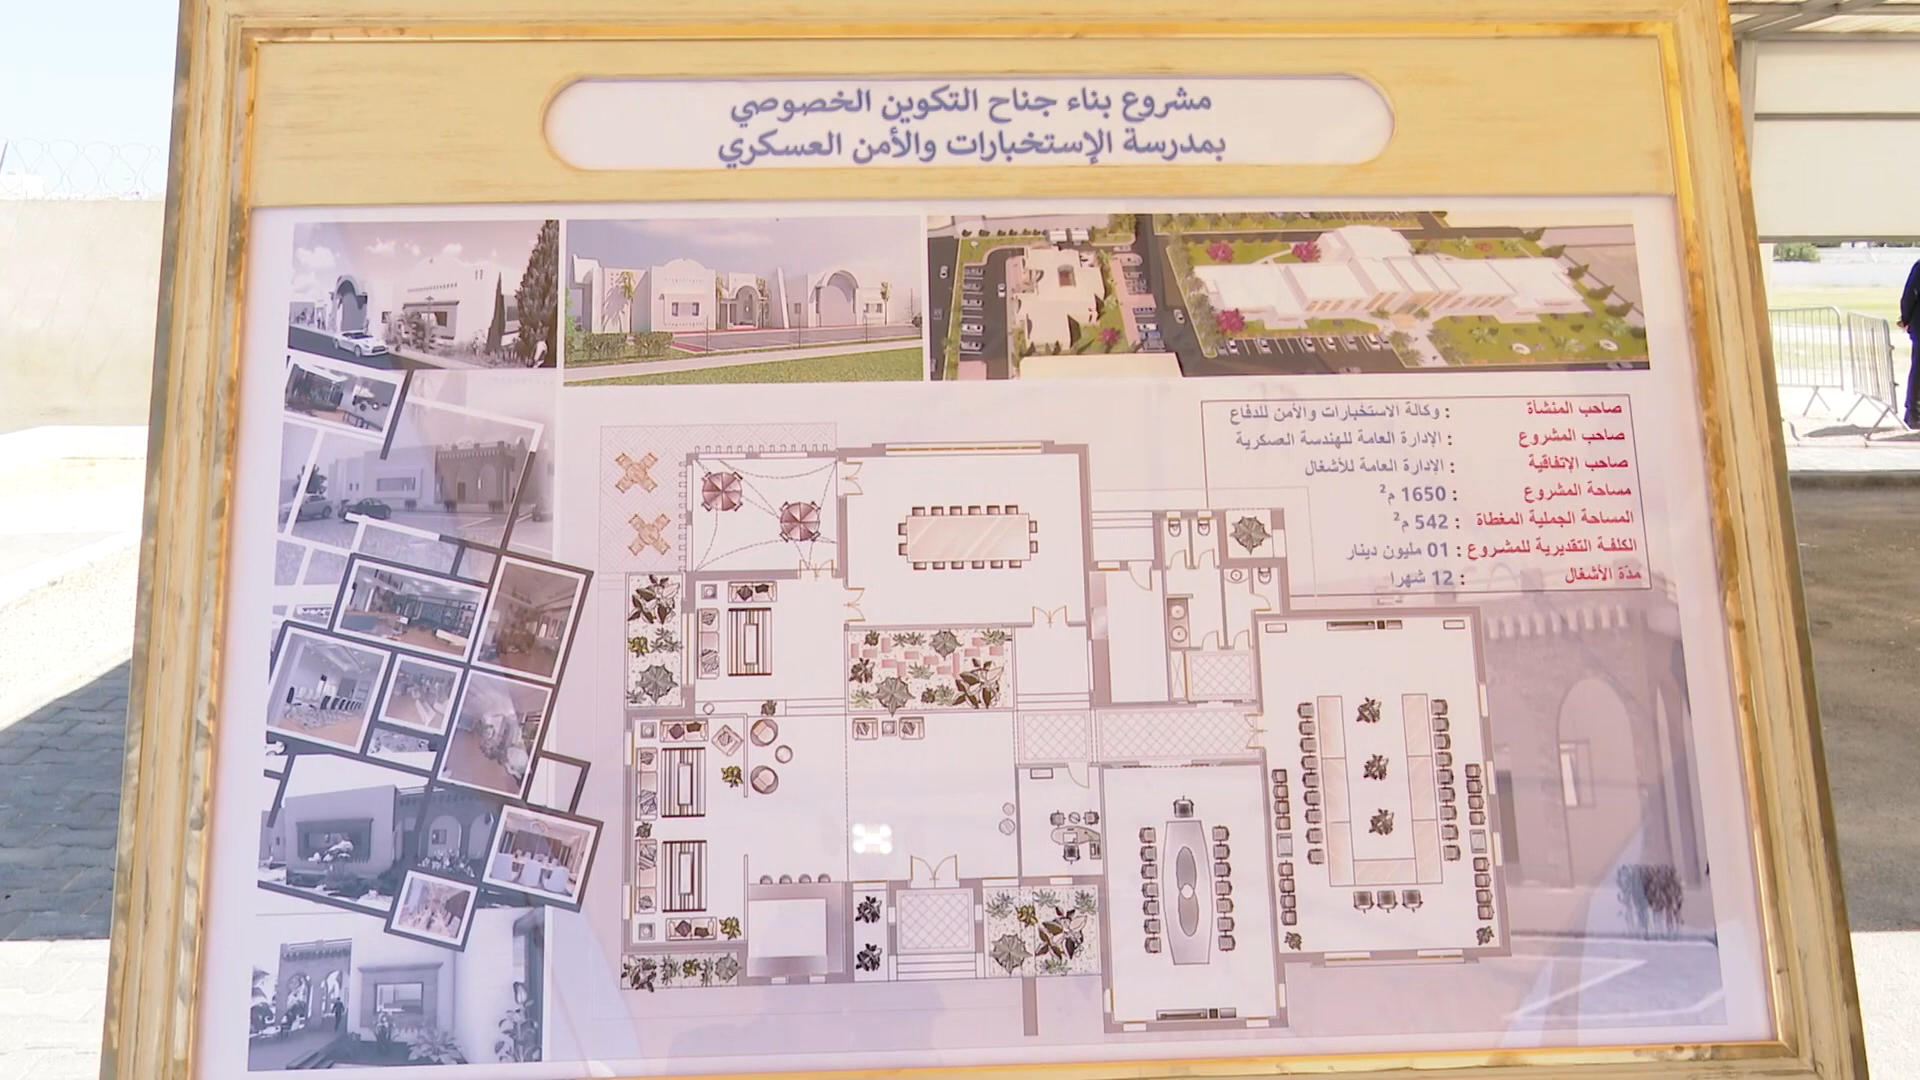 مشروع بناء جناح التكوين الخصوصي
بمدرسة الإستخبارات والأمن العسكري
صاحب المنشأة : وكالة الاستخبارات والأمن للدفاع
صاحب المشروع : الإدارة العامة للهندسة العسكرية
صاحب الإتفاقية : الإدارة العامة للأشغال
مساحة المشروع : 1650 م²
المساحة الجملية المغطاة : 542 م²
الكلفة التقديرية للمشروع : 01 مليون دينار
مدّة الأشغال : 12 شهرا